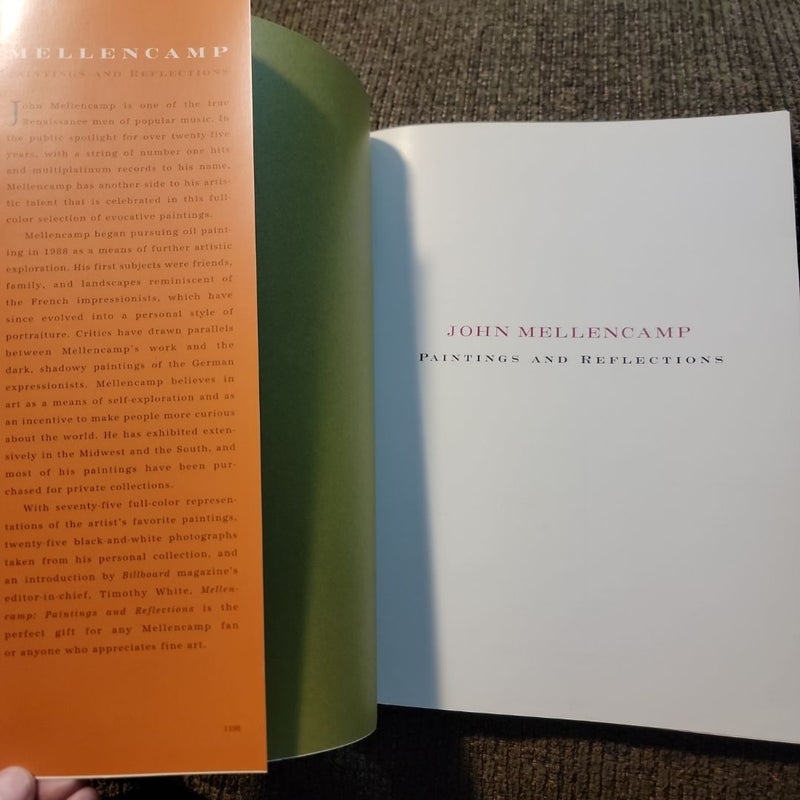 MELLENCAMP
PAINTINGS AND REFLECTIONS
John Mellencamp is one of the true
Renaissance men of popular music. In
the public spotlight for over twenty-five
years, with a string of number one hits
and multiplatinum records to his name,
Mellencamp has another side to his artis-
tic talent that is celebrated in this full-
color selection of evocative paintings.
Mellencamp began pursuing oil paint-
ing in 1988 as a means of further artistic
exploration. His first subjects were friends,
family, and landscapes reminiscent of
the French impressionists, which have
since evolved into a personal style of
portraiture. Critics have drawn parallels
between Mellencamp's work and the
dark, shadowy paintings of the German
expressionists. Mellencamp believes in
art as a means of self-exploration and as
an incentive to make people more curious
about the world. He has exhibited exten-
sively in the Midwest and the South, and
most of his paintings have been pur-
chased for private collections.
With seventy-five full-color represen-
tations of the artist's favorite paintings,
twenty-five black-and-white photographs
taken from his personal collection, and
an introduction by Billboard magazine's
editor-in-chief, Timothy White, Mellen-
camp: Paintings and Reflections is the
perfect gift for any Mellencamp fan
or anyone who appreciates fine art.
1198
JOHN MELLENCAMP
PAINTINGS AND REFLECTIONS